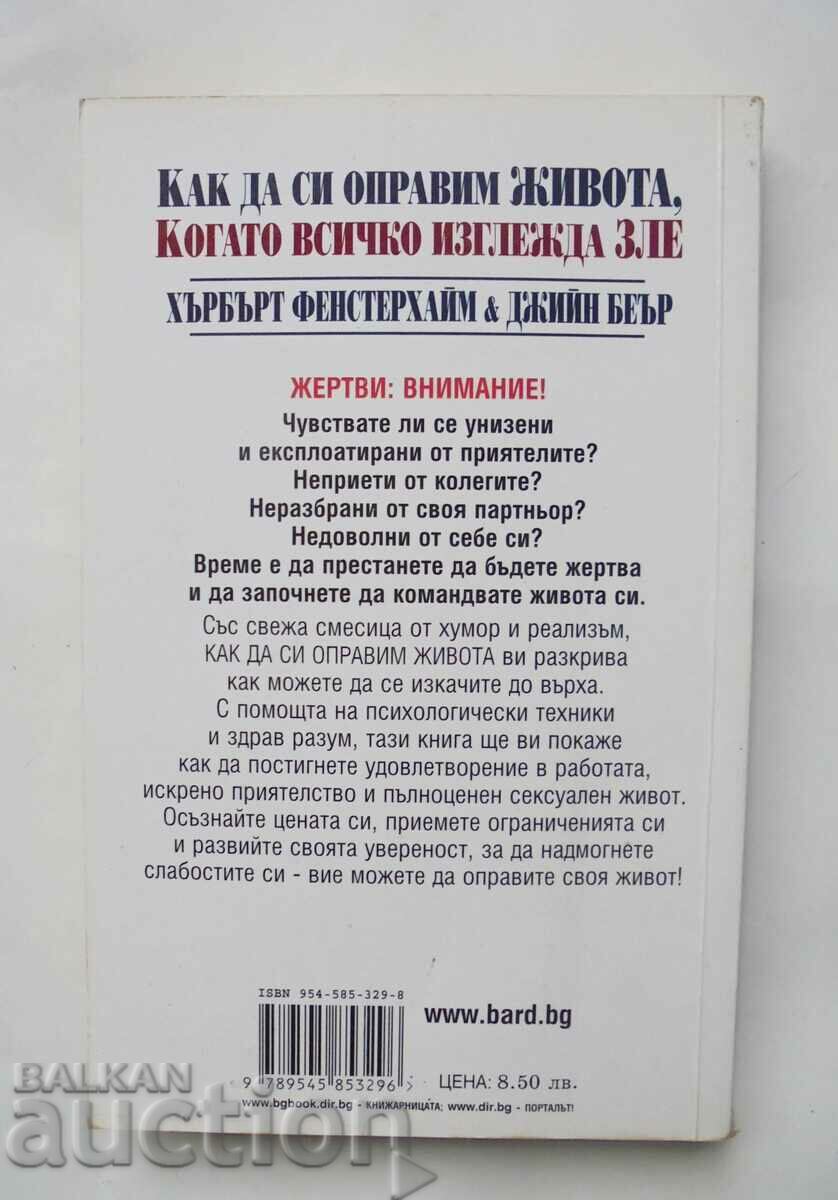 КАК ДА СИ ОПРАВИМ ЖИВОТА,
КОГАТО ВСИЧКО ИЗГЛЕЖДА ЗЛЕ
ХЪРБЪРТ ФЕНСТЕРХАЙМ & ДЖИЙН БЕЪР
ЖЕРТВИ: ВНИМАНИЕ!
Чувствате ли се унизени
и експлоатирани от приятелите?
Неприети от колегите?
Неразбрани от своя партньор?
Недоволни от себе си?
Време е да престанете да бъдете жертва
и да започнете да командвате живота си.
Със свежа смесица от хумор и реализъм,
КАК ДА СИ ОПРАВИМ ЖИВОТА ви разкрива
как можете да се изкачите до върха.
С помощта на психологически техники
и здрав разум, тази книга ще ви покаже
как да постигнете удовлетворение в работата,
искрено приятелство и пълноценен сексуален живот.
Осъзнайте цената си, приемете ограниченията си
и развийте своята увереност, за да надмогнете
слабостите си - вие можете да оправите своя живот!
ISBN 954-585-329-8
www.bard.bg
9 789545 853296
ЦЕНА: 8.50 лв.
www.bgbook.dir.bg - КНИЖАРНИЦАТА; www.dir.bg - ПОРТАЛЪТ!
BALKAN
auction